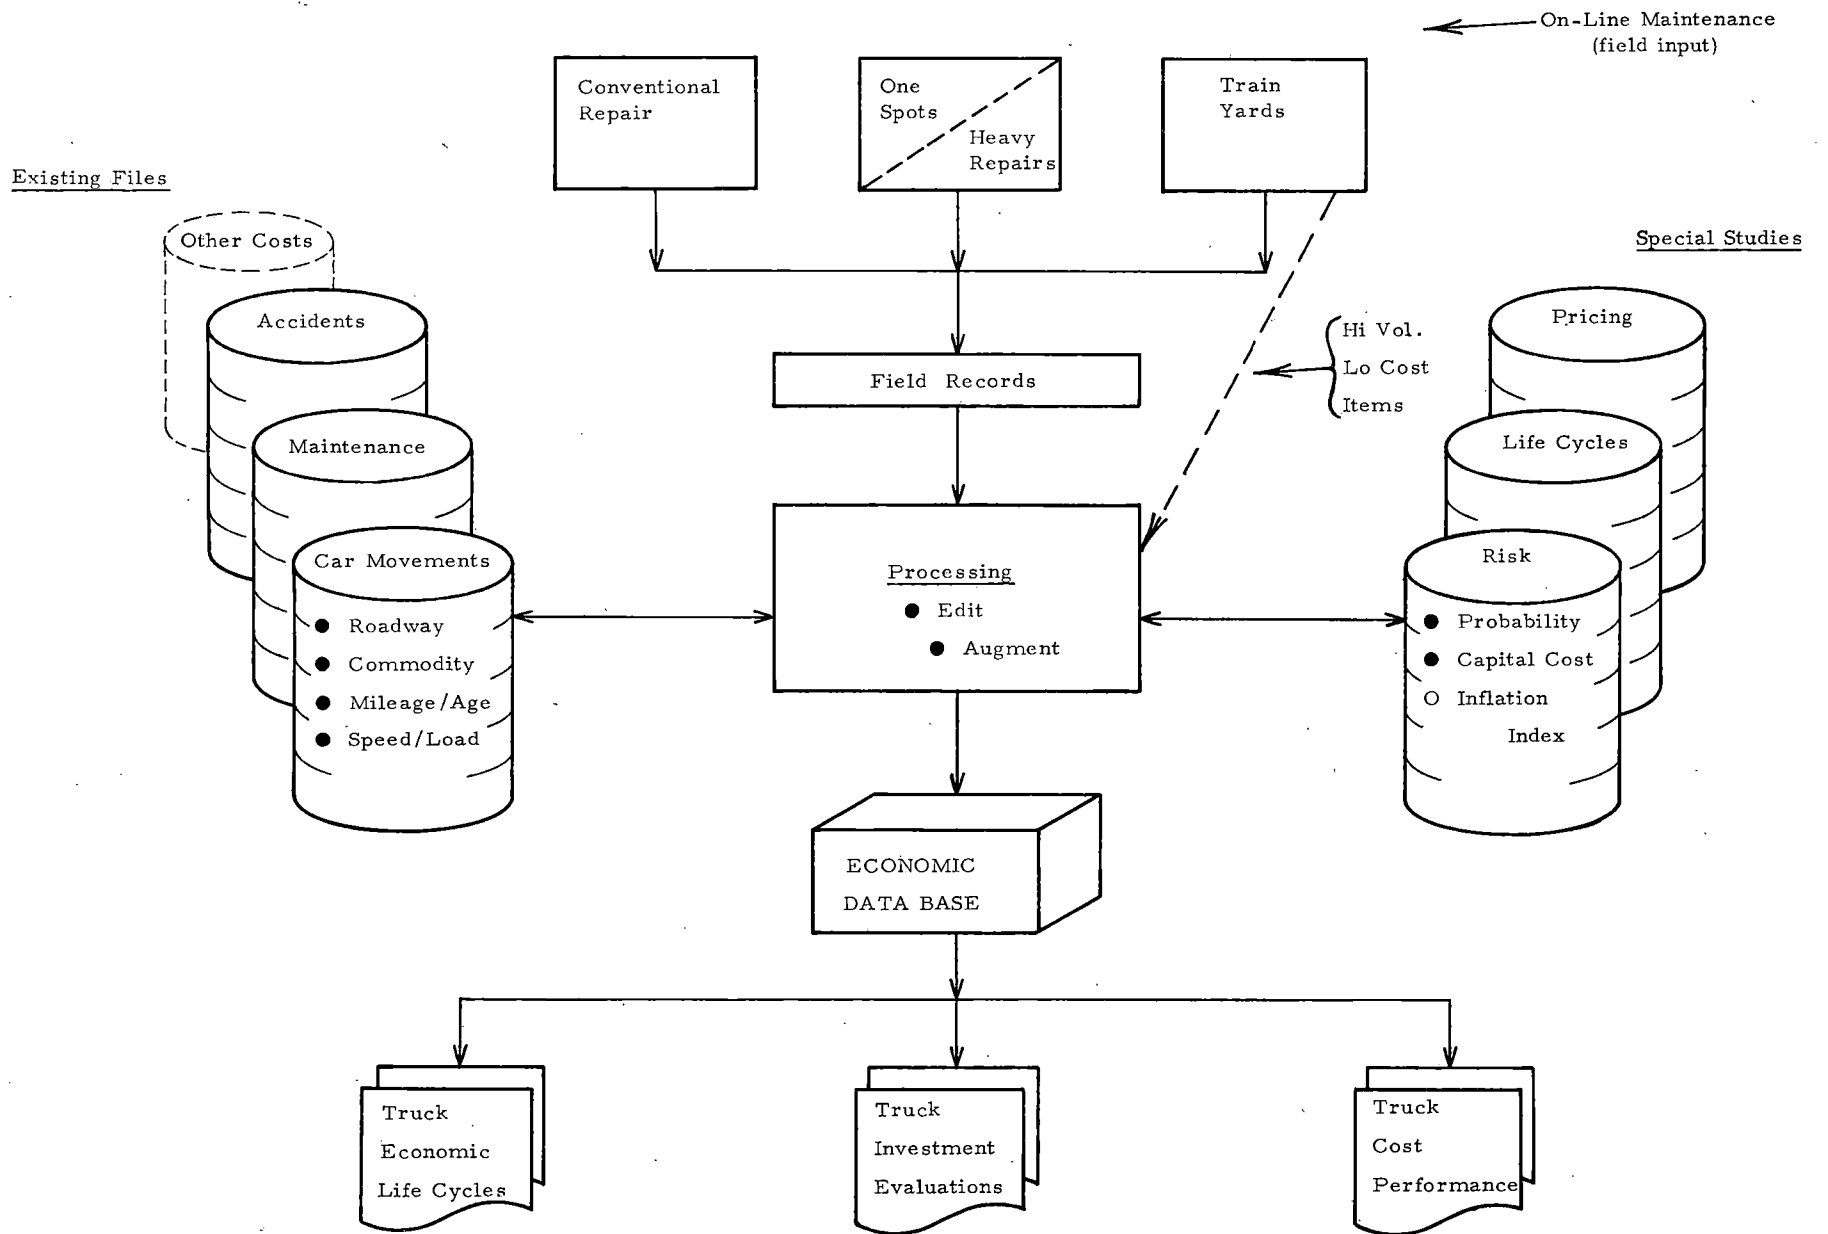 On-Line Maintenance
(field input)
Conventional
Repair
One
Spots
Heavy
Repairs
Train
Yards
Existing Files
Special Studies
Other Costs
Accidents
Maintenance
Car Movements
● Roadway
● Commodity
● Mileage/Age
● Speed/Load
Field Records
Hi Vol.
Lo Cost
Items
Processing
● Edit
● Augment
Pricing
Life Cycles
Risk
● Probability
● Capital Cost
O Inflation
Index
ECONOMIC
DATA BASE
Truck
Economic
Life Cycles
Truck
Investment
Evaluations
Truck
Cost
Performance